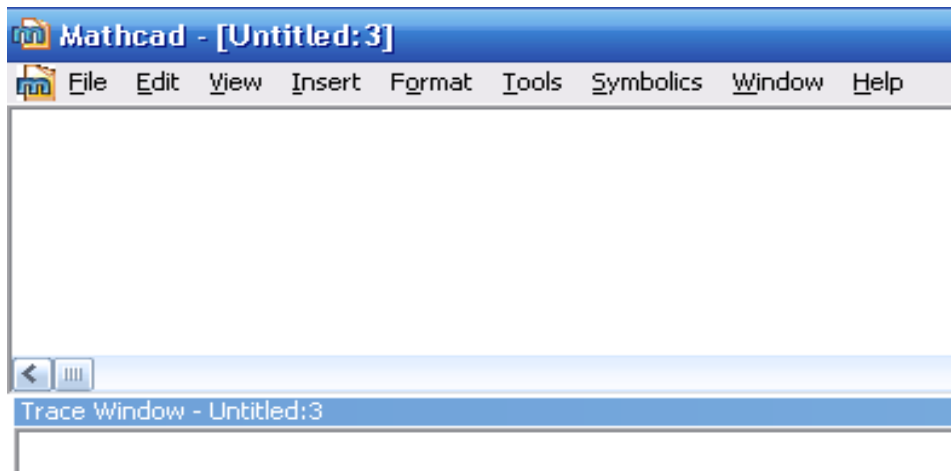 Mathcad - [Untitled:3]
File Edit View Insert Format Tools Symbolics Window Help
Trace Window - Untitled:3